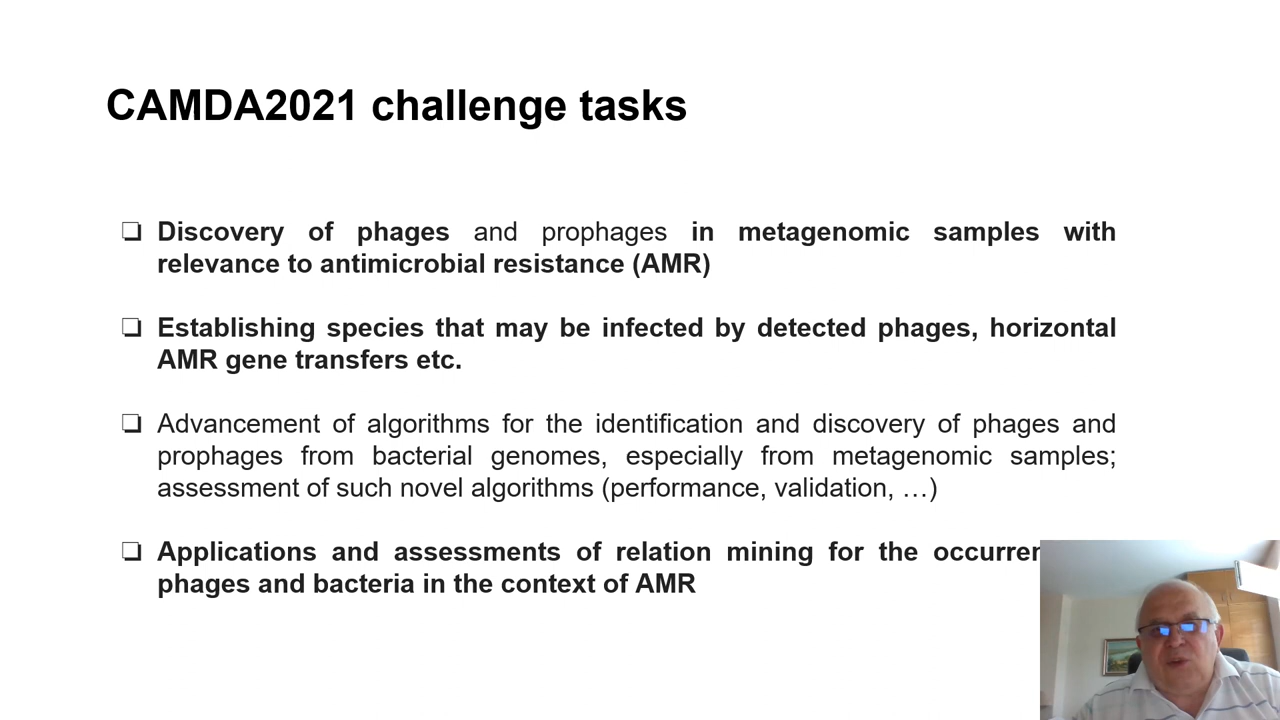 CAMDA2021 challenge tasks
❏ Discovery of phages and prophages in metagenomic samples with
relevance to antimicrobial resistance (AMR)
❏ Establishing species that may be infected by detected phages, horizontal
AMR gene transfers etc.
❏ Advancement of algorithms for the identification and discovery of phages and
prophages from bacterial genomes, especially from metagenomic samples;
assessment of such novel algorithms (performance, validation, …)
❏ Applications and assessments of relation mining for the
phages and bacteria in the context of AMR